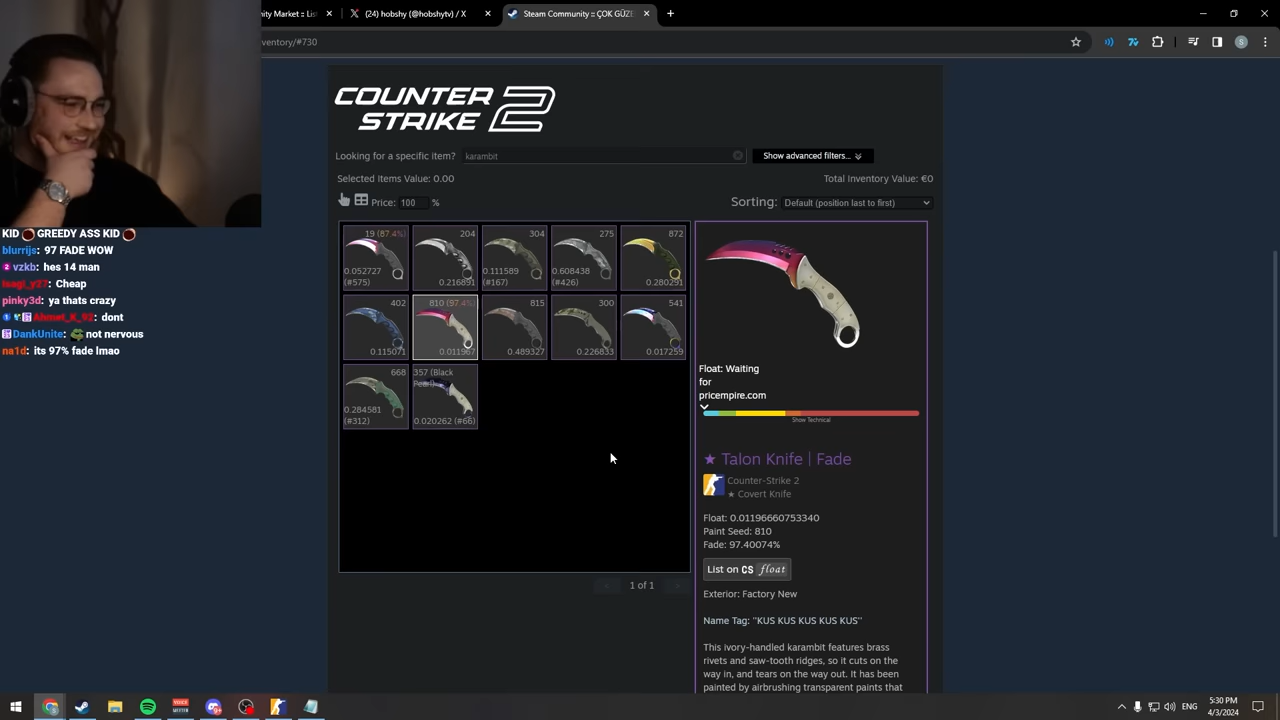 nity Market :: List
(24) hobshy (@hobshytv) / X
Steam Community :: ÇOK GÜZE
ventory/#730
S
COUNTER
STRIKE 2
Looking for a specific item?
karambit
Show advanced filters...
Selected Items Value: 0.00
Total Inventory Value: €0
Price: 100 %
Sorting: Default (position last to first)
KID GREEDY ASS KID
blurrijs: 97 FADE WOW
vzkb: hes 14 man
isagi_y27: Cheap
pinky3d: ya thats crazy
Ahmet_K_92: dont
DankUnite: not nervous
na1d: its 97% fade lmao
19 (87.4%)
0.052727
(#575)
204
0.216891
304
0.111589
(#167)
275
0.608438
(#426)
872
0.280291
402
0.115071
810 (97.4%)
0.011967
815
0.489327
300
0.226833
541
0.017259
668
0.284581
(#312)
357 (Black
Pearl)
0.020262 (#66)
1 of 1
Float: Waiting
for
pricempire.com
Show Technical
★ Talon Knife | Fade
Counter-Strike 2
★ Covert Knife
Float: 0.01196660753340
Paint Seed: 810
Fade: 97.40074%
List on CS float
Exterior: Factory New
Name Tag: ''KUS KUS KUS KUS KUS''
This ivory-handled karambit features brass
rivets and saw-tooth ridges, so it cuts on the
way in, and tears on the way out. It has been
painted by airbrushing transparent paints that
VOICE
ENG
5:30 PM
4/3/2024